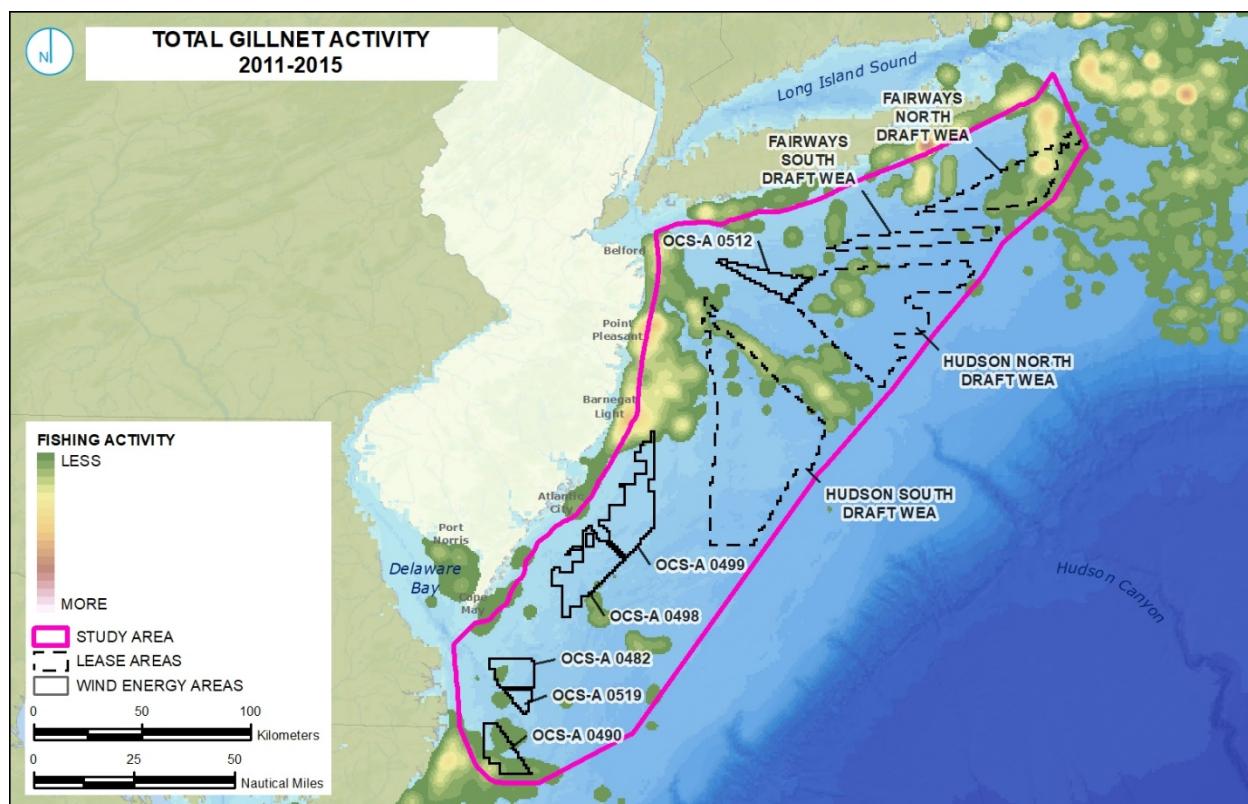 N
TOTAL GILLNET ACTIVITY
2011-2015
Long Island Sound
FAIRWAYS
NORTH
DRAFT WEA
FAIRWAYS
SOUTH
DRAFT WEA
OCS-A 0512
Belford
Point
Pleasant
HUDSON NORTH
DRAFT WEA
Barnegat
Light
HUDSON SOUTH
DRAFT WEA
Atlantic
City
Port
Norris
OCS-A 0499
Delaware
Bay
Hudson Canyon
Cape
May
OCS-A 0498
OCS-A 0482
OCS-A 0519
OCS-A 0490
FISHING ACTIVITY
LESS
MORE
STUDY AREA
LEASE AREAS
WIND ENERGY AREAS
0 50 100
Kilometers
0 25 50
Nautical Miles